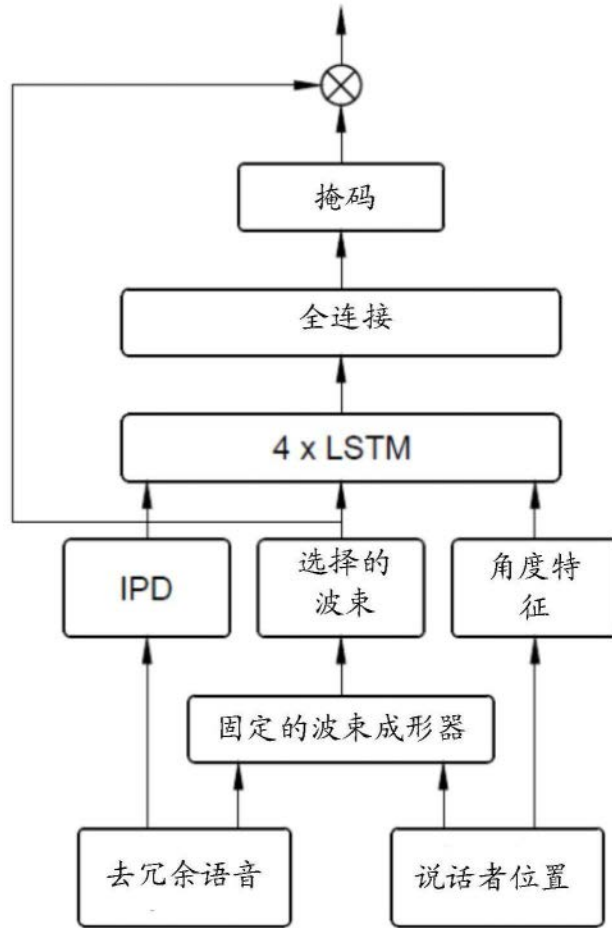 掩码
全连接
4 x LSTM
IPD
选择的
波束
角度特
征
固定的波束成形器
去冗余语音
说话者位置